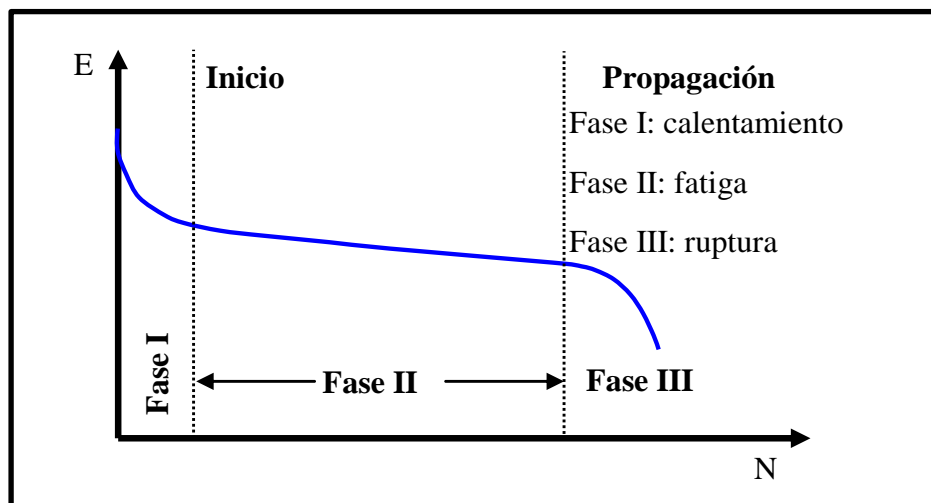 E
Inicio
Propagación
Fase I: calentamiento
Fase II: fatiga
Fase III: ruptura
Fase I
Fase II
Fase III
N